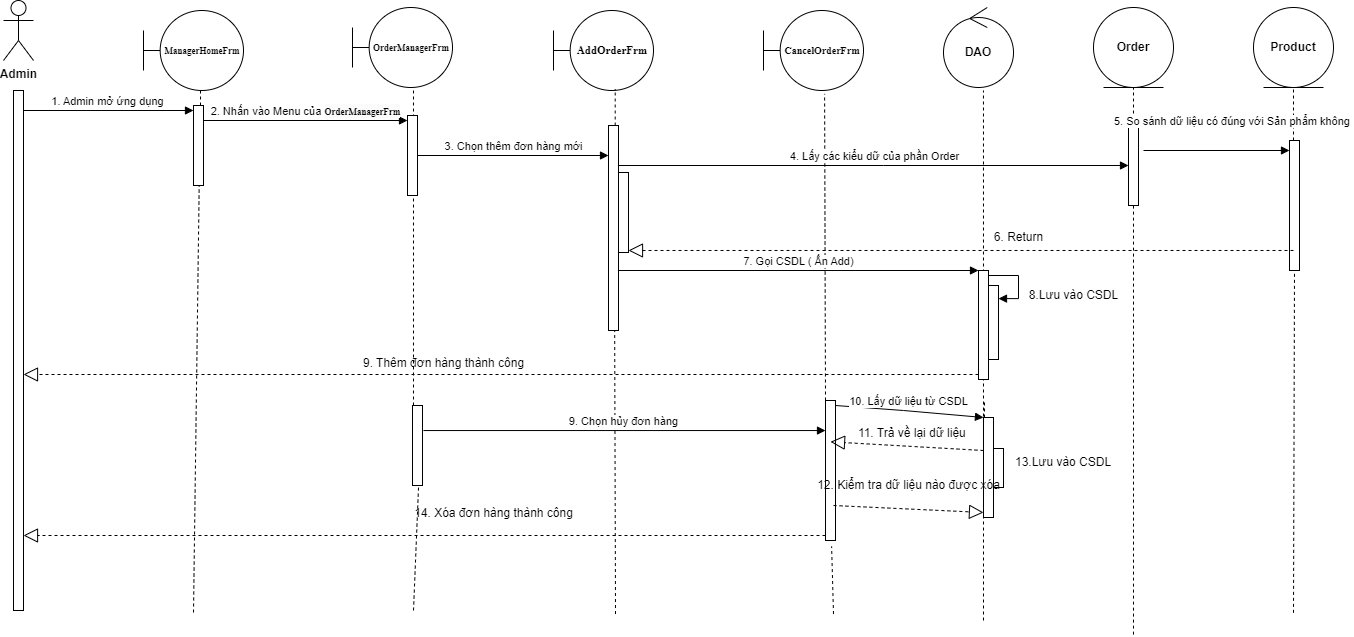 Admin
ManagerHomeFrm
OrderManagerFrm
AddOrderFrm
CancelOrderFrm
DAO
Order
Product
1. Admin mở ứng dụng
2. Nhấn vào Menu của OrderManagerFrm
3. Chọn thêm đơn hàng mới
4. Lấy các kiểu dữ của phần Order
5. So sánh dữ liệu có đúng với Sản phẩm không
6. Return
7. Gọi CSDL ( Ấn Add)
8.Lưu vào CSDL
9. Thêm đơn hàng thành công
9. Chọn hủy đơn hàng
10. Lấy dữ liệu từ CSDL
11. Trả về lại dữ liệu
12. Kiểm tra dữ liệu nào được xóa
13.Lưu vào CSDL
14. Xóa đơn hàng thành công